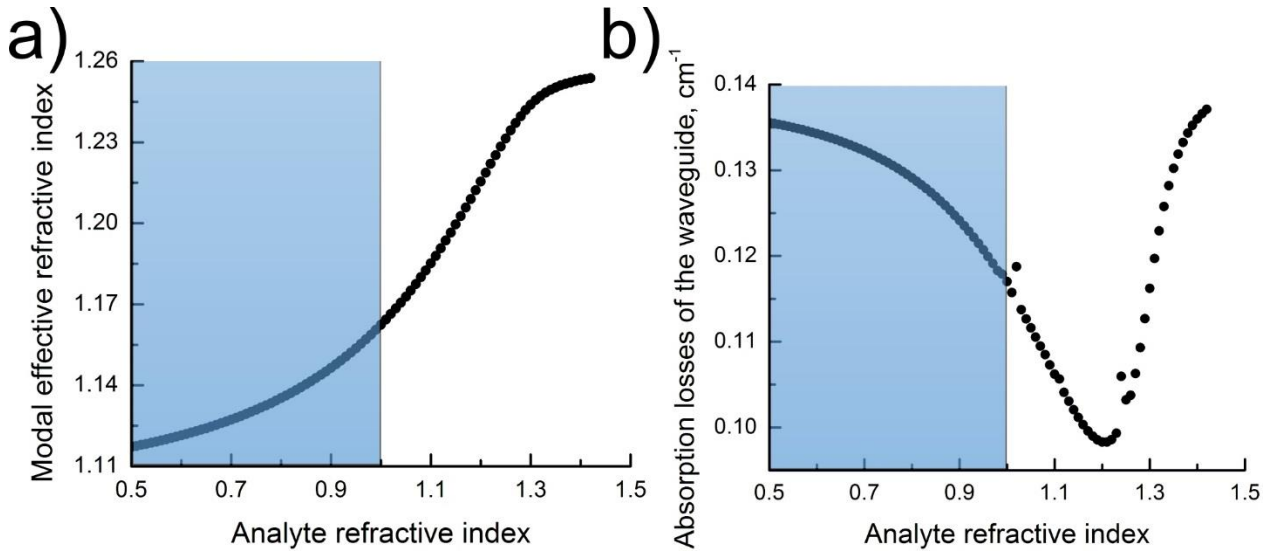 a)
Modal effective refractive index
1.26
1.23
1.20
1.17
1.14
1.11
0.5 0.7 0.9 1.1 1.3 1.5
Analyte refractive index
b)
Absorption losses of the waveguide, cm⁻¹
0.14
0.13
0.12
0.11
0.10
0.5 0.7 0.9 1.1 1.3 1.5
Analyte refractive index